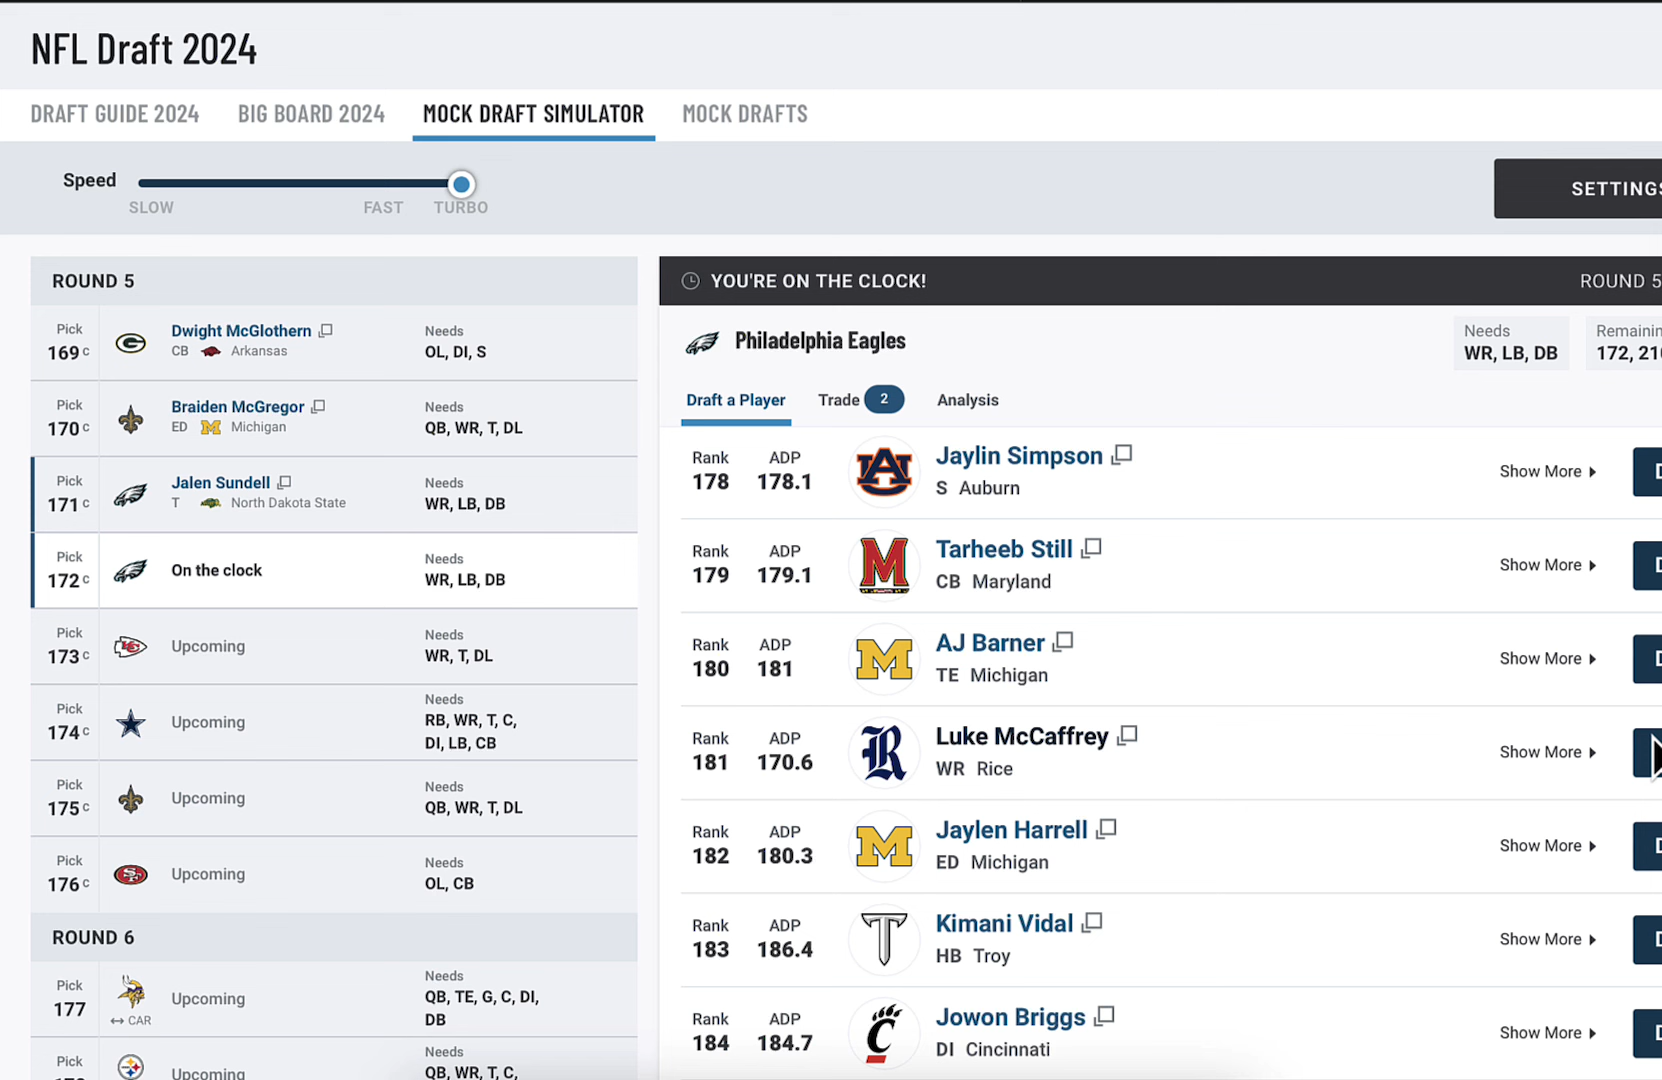 NFL Draft 2024
DRAFT GUIDE 2024 BIG BOARD 2024 MOCK DRAFT SIMULATOR MOCK DRAFTS
Speed
SLOW FAST TURBO
SETTINGS
ROUND 5
Pick
169 c
Dwight McGlothern
CB Arkansas
Needs
OL, DI, S
Pick
170 c
Braiden McGregor
ED Michigan
Needs
QB, WR, T, DL
Pick
171 c
Jalen Sundell
T North Dakota State
Needs
WR, LB, DB
Pick
172 c
On the clock
Needs
WR, LB, DB
Pick
173 c
Upcoming
Needs
WR, T, DL
Pick
174 c
Upcoming
Needs
RB, WR, T, C,
DI, LB, CB
Pick
175 c
Upcoming
Needs
QB, WR, T, DL
Pick
176 c
Upcoming
Needs
OL, CB
ROUND 6
Pick
177
↔ CAR
Upcoming
Needs
QB, TE, G, C, DI,
DB
Pick
Upcoming
Needs
QB, WR, T, C,
YOU'RE ON THE CLOCK!
ROUND 5
Philadelphia Eagles
Needs
WR, LB, DB
172,
Draft a Player Trade 2 Analysis
Rank
178
ADP
178.1
Jaylin Simpson
S Auburn
Show More
Rank
179
ADP
179.1
Tarheeb Still
CB Maryland
Show More
Rank
180
ADP
181
AJ Barner
TE Michigan
Show More
Rank
181
ADP
170.6
Luke McCaffrey
WR Rice
Show More
Rank
182
ADP
180.3
Jaylen Harrell
ED Michigan
Show More
Rank
183
ADP
186.4
Kimani Vidal
HB Troy
Show More
Rank
184
ADP
184.7
Jowon Briggs
DI Cincinnati
Show More